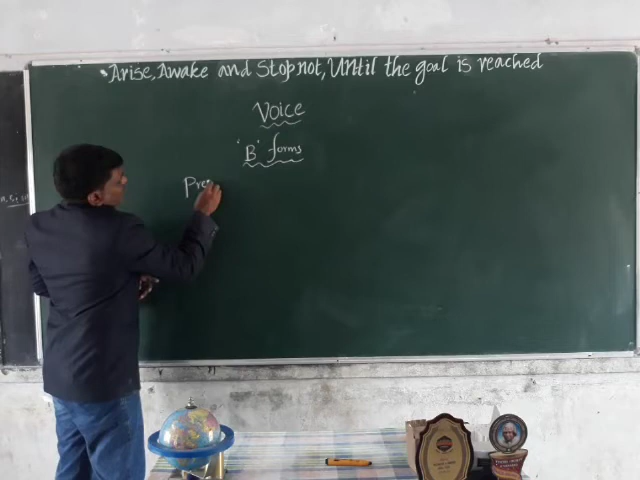 • Arise, Awake and Stop not, Until the goal is reached
Voice
'B' forms
Pre